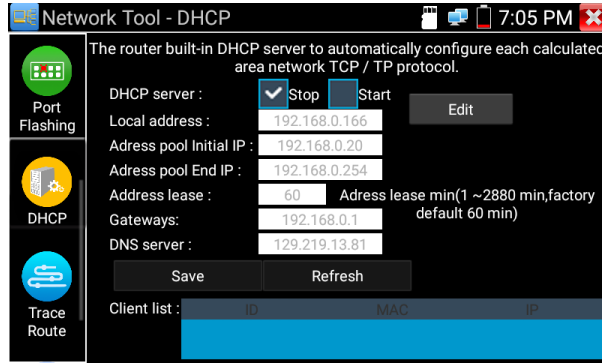 Network Tool - DHCP
7:05 PM
The router built-in DHCP server to automatically configure each calculated
area network TCP / TP protocol.
Port
Flashing
DHCP
Trace
Route
DHCP server :
Stop
Start
Edit
Local address :
192.168.0.166
Adress pool Initial IP :
192.168.0.20
Adress pool End IP :
192.168.0.254
Address lease :
60
Adress lease min(1 ~2880 min,factory
default 60 min)
Gateways:
192.168.0.1
DNS server :
129.219.13.81
Save
Refresh
Client list :
ID
MAC
IP